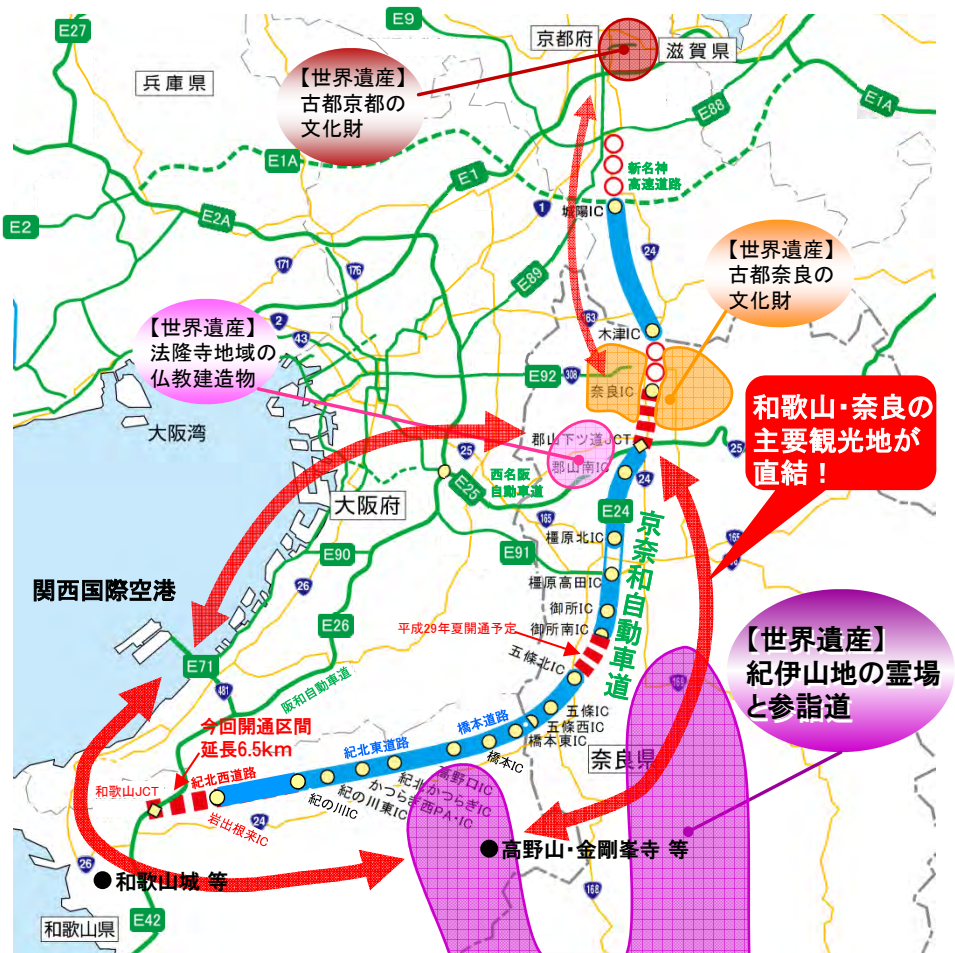 E27
E9
京都府
滋賀県
兵庫県
【世界遺産】
古都京都の
文化財
E88
E1A
E1A
E1
新名神
高速道路
E2A
E2
1
城陽IC
24
171
176
E89
【世界遺産】
古都奈良の
文化財
【世界遺産】
法隆寺地域の
仏教建造物
2
43
163
木津IC
E92
308
奈良IC
和歌山・奈良の
主要観光地が
直結！
大阪湾
郡山下ツ道JCT
25
25
郡山南IC
西名阪
自動車道
E25
24
大阪府
165
E24
京奈和自動車道
橿原北IC
165
E90
E91
関西国際空港
26
橿原高田IC
御所IC
E26
平成29年夏開通予定
御所南IC
【世界遺産】
紀伊山地の霊場
と参詣道
E71
五條北IC
169
481
阪和自動車道
今回開通区間
延長6.5km
橋本道路
五條IC
五條西IC
橋本東IC
紀北東道路
橋本IC
奈良県
紀北西道路
高野口IC
紀北かつらぎIC
かつらぎ西PA・IC
紀の川東IC
紀の川IC
和歌山JCT
岩出根来IC
24
●高野山・金剛峯寺 等
26
●和歌山城 等
168
E42
和歌山県